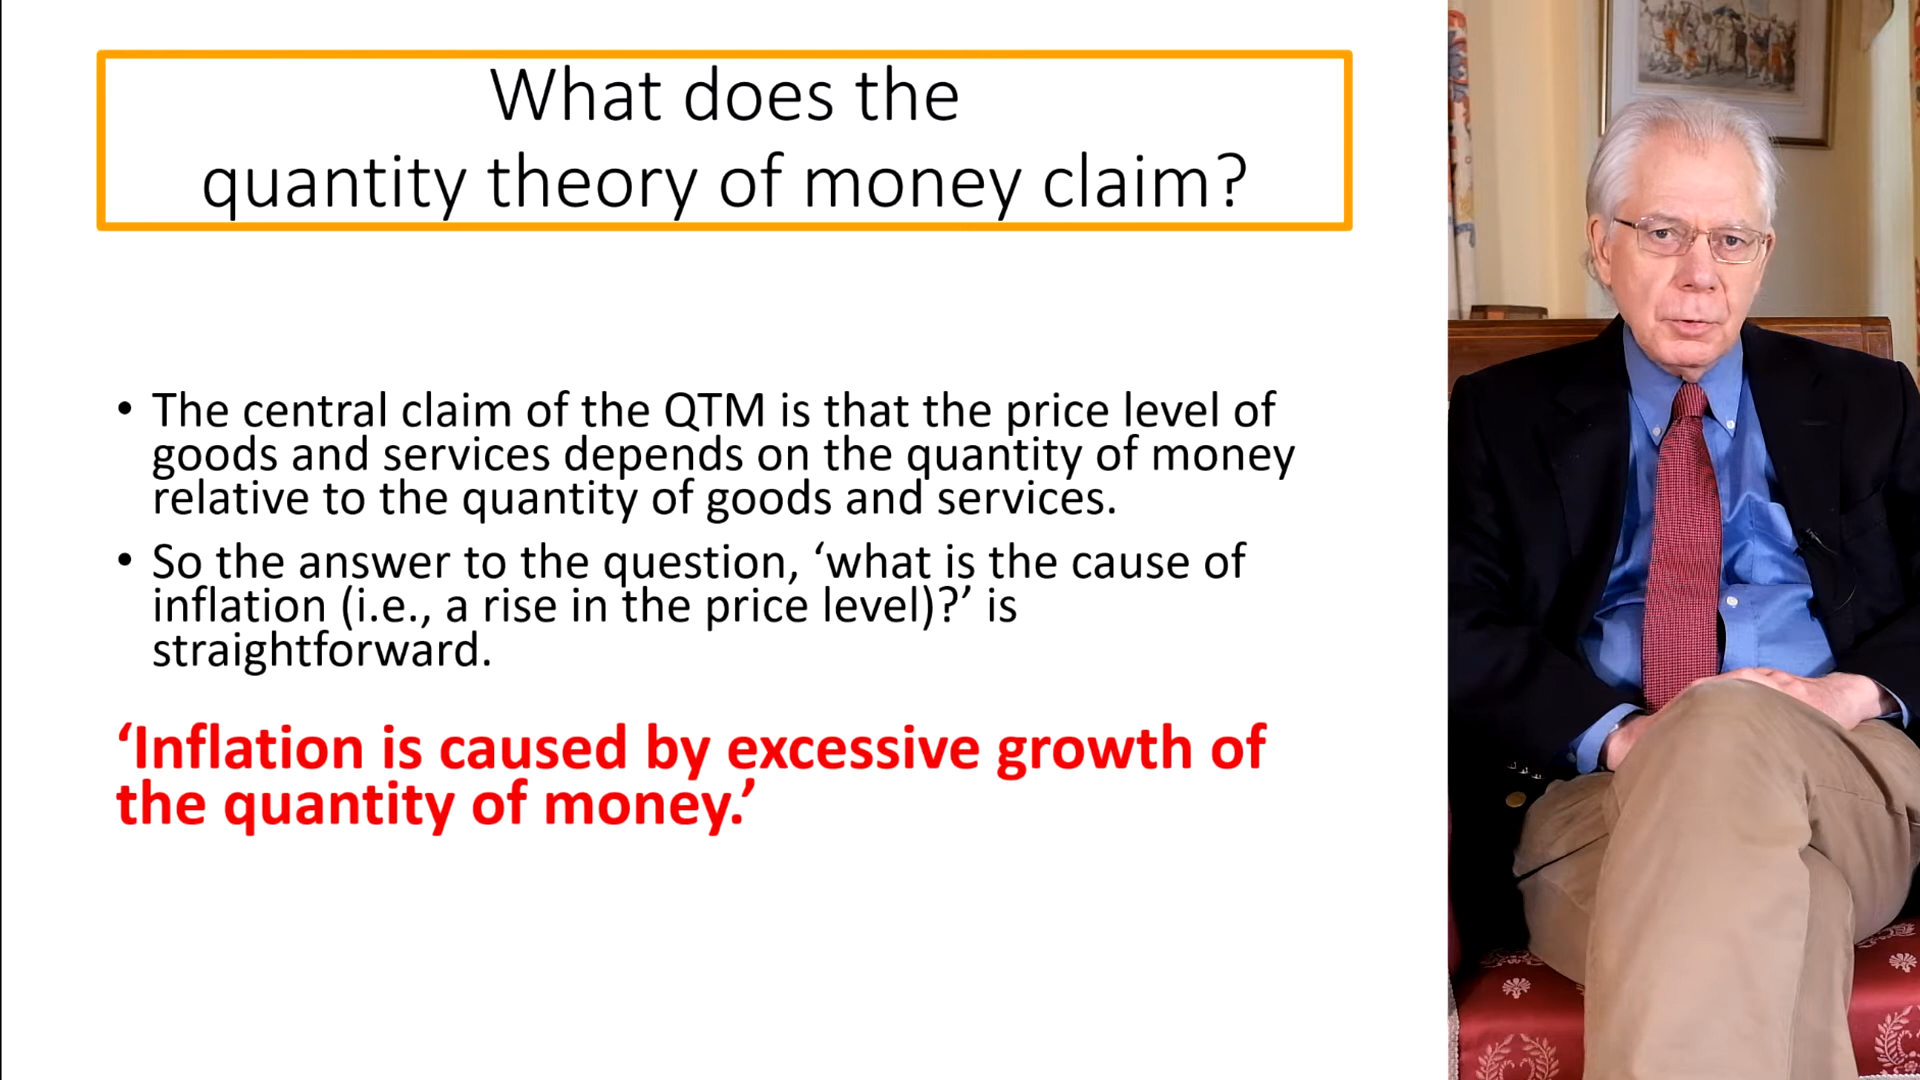 What does the
quantity theory of money claim?
• The central claim of the QTM is that the price level of
goods and services depends on the quantity of money
relative to the quantity of goods and services.
• So the answer to the question, ‘what is the cause of
inflation (i.e., a rise in the price level)?’ is
straightforward.
‘Inflation is caused by excessive growth of
the quantity of money.’